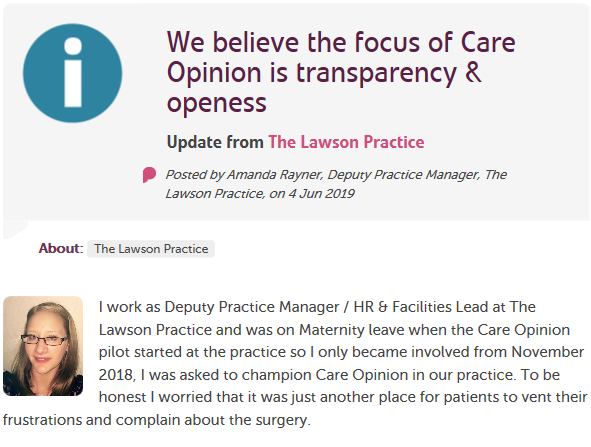 We believe the focus of Care
Opinion is transparency &
openess
Update from The Lawson Practice
Posted by Amanda Rayner, Deputy Practice Manager, The
Lawson Practice, on 4 Jun 2019
About: The Lawson Practice
I work as Deputy Practice Manager / HR & Facilities Lead at The
Lawson Practice and was on Maternity leave when the Care Opinion
pilot started at the practice so I only became involved from November
2018, I was asked to champion Care Opinion in our practice. To be
honest I worried that it was just another place for patients to vent their
frustrations and complain about the surgery.